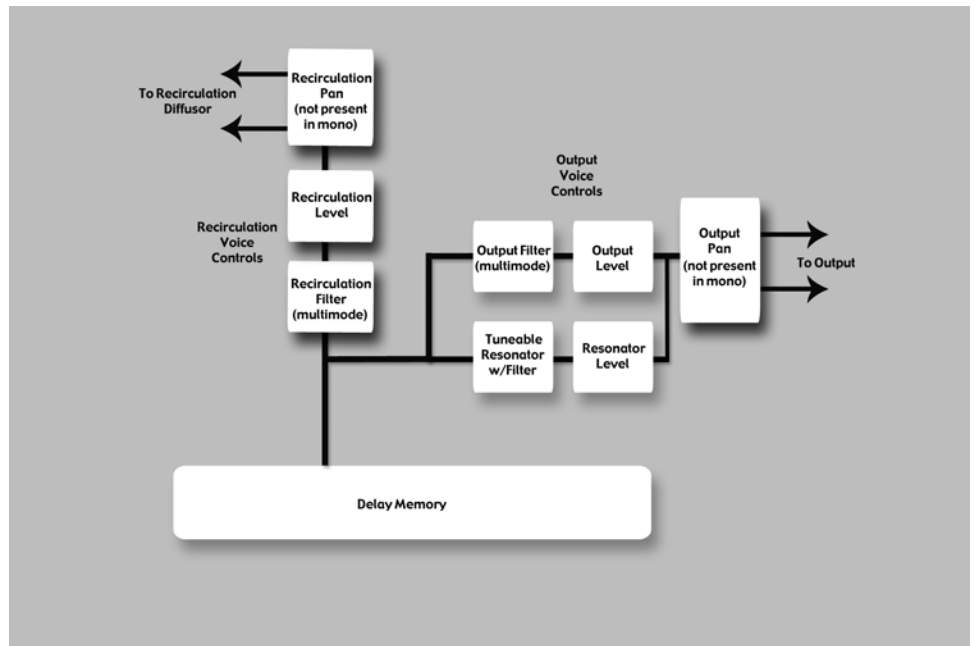 Recirculation
Pan
(not present
in mono)
To Recirculation
Diffusor
Recirculation
Level
Recirculation
Voice
Controls
Recirculation
Filter
(multimode)
Output
Voice
Controls
Output Filter
(multimode)
Output
Level
Output
Pan
(not present
in mono)
To Output
Tuneable
Resonator
w/Filter
Resonator
Level
Delay Memory